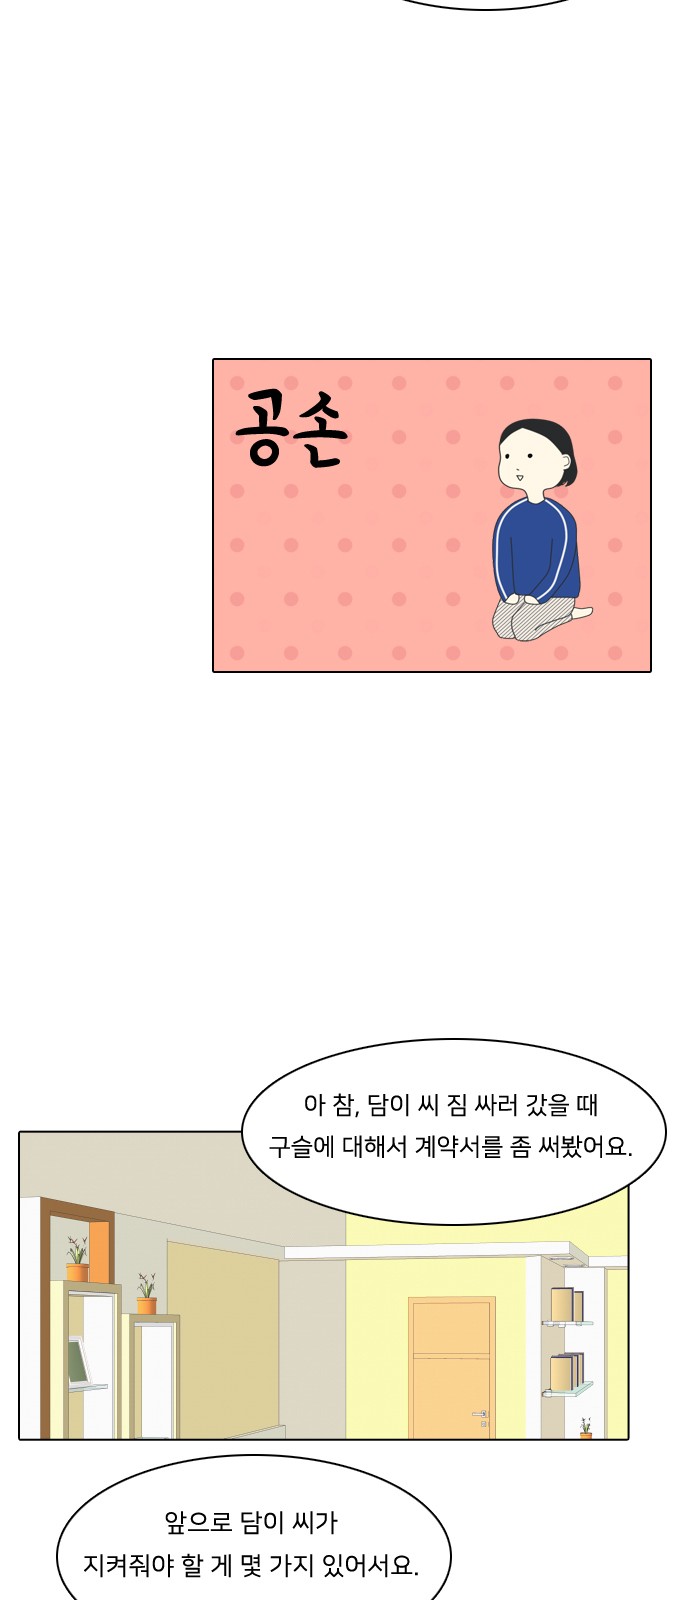 공손
아 참, 담이 씨 짐 싸러 갔을 때
구슬에 대해서 계약서를 좀 써봤어요.
앞으로 담이 씨가
지켜줘야 할 게 몇 가지 있어서요.